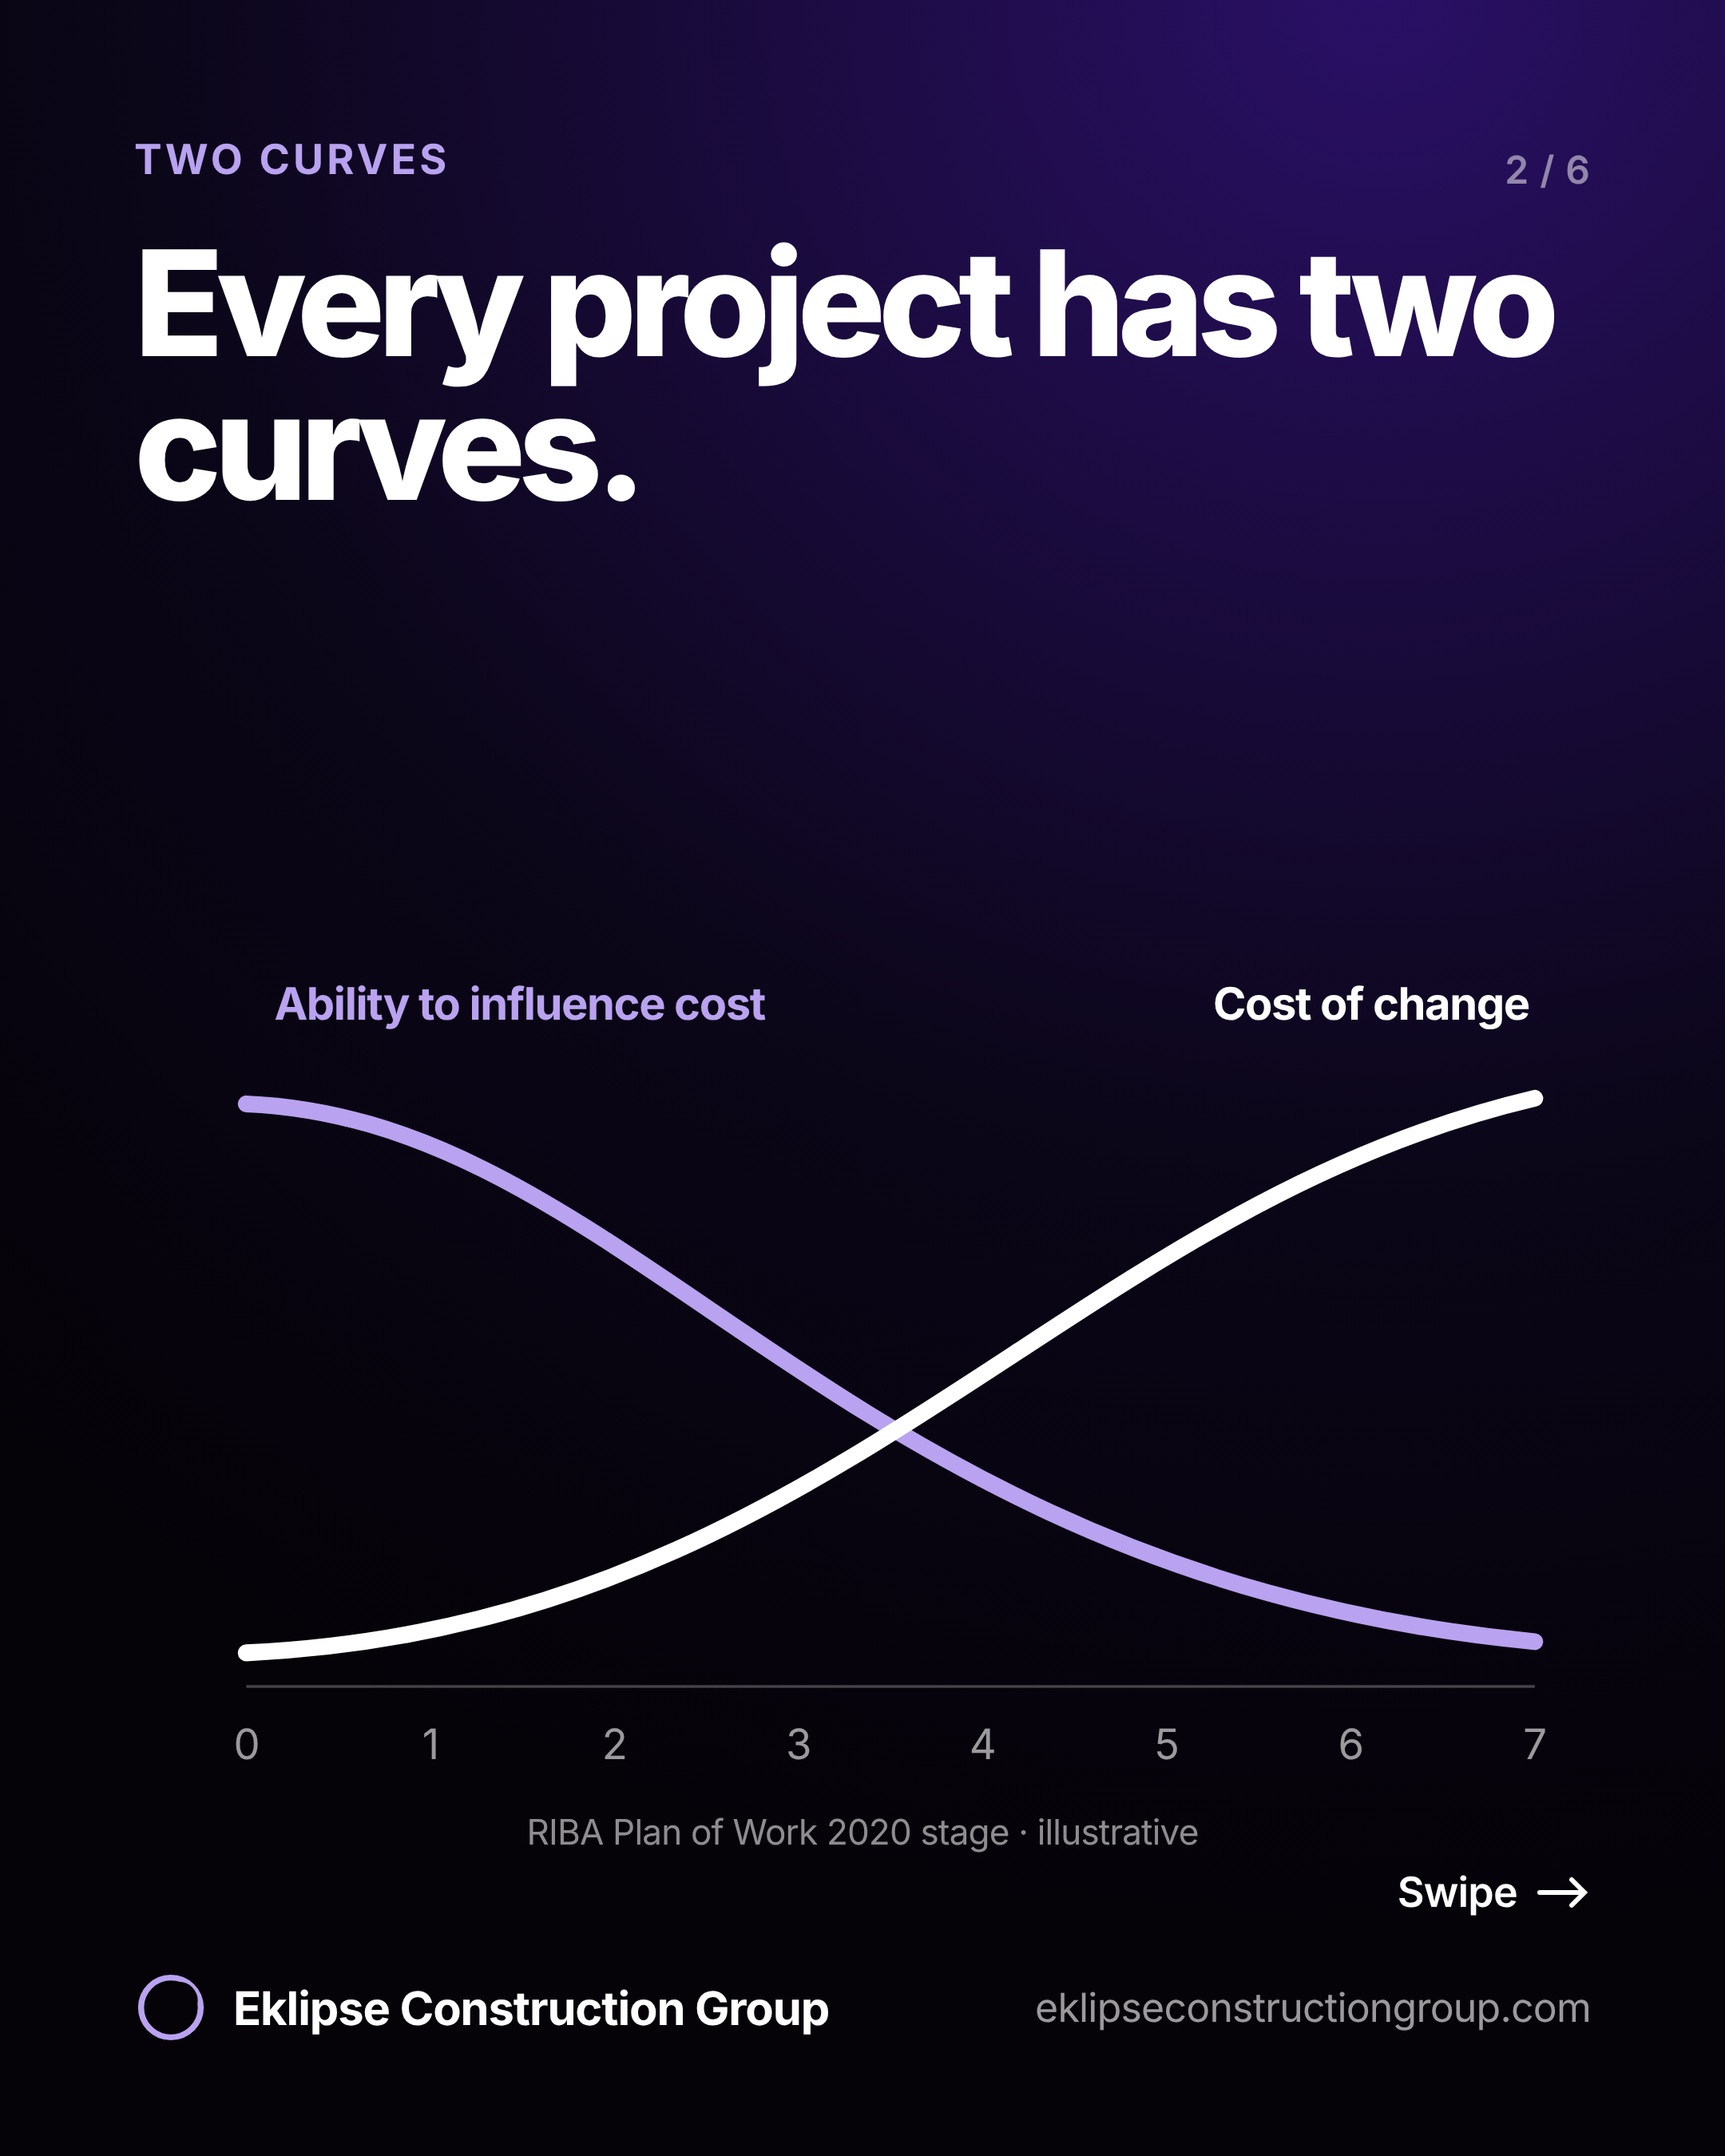 TWO CURVES
2 / 6
Every project has two
curves.
Ability to influence cost
Cost of change
0 1 2 3 4 5 6 7
RIBA Plan of Work 2020 stage · illustrative
Swipe →
Eklipse Construction Group
eklipseconstructiongroup.com